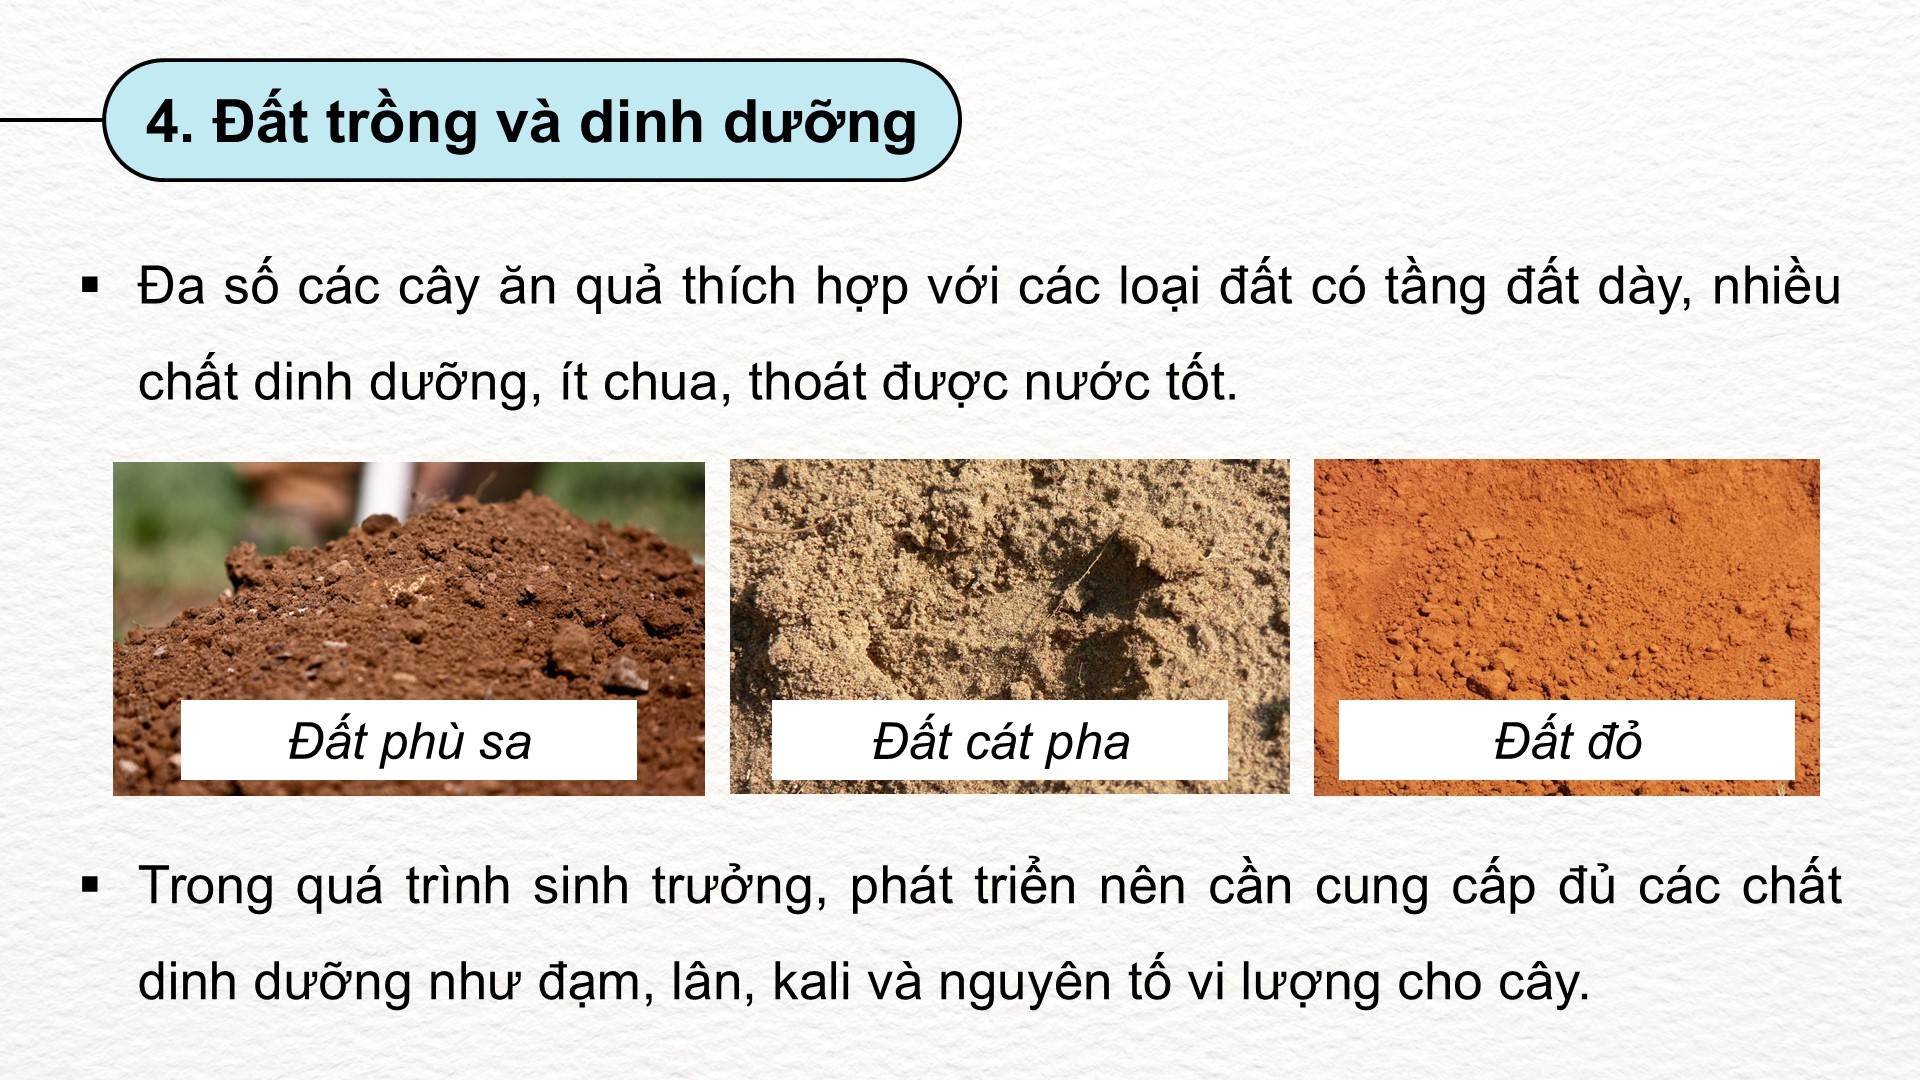 4. Đất trồng và dinh dưỡng
▪ Đa số các cây ăn quả thích hợp với các loại đất có tầng đất dày, nhiều
chất dinh dưỡng, ít chua, thoát được nước tốt.
Đất phù sa
Đất cát pha
Đất đỏ
▪ Trong quá trình sinh trưởng, phát triển nên cần cung cấp đủ các chất
dinh dưỡng như đạm, lân, kali và nguyên tố vi lượng cho cây.